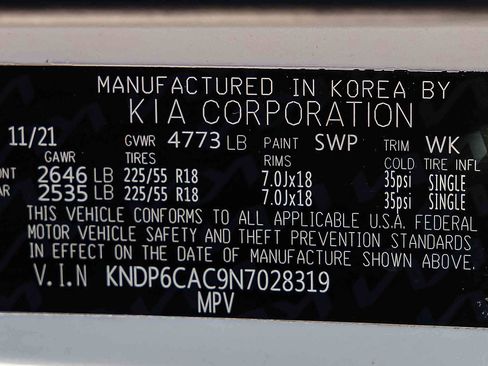 MANUFACTURED IN KOREA BY
KIA CORPORATION
11/21 GVWR 4773 LB PAINT SWP TRIM WK
GAWR TIRES RIMS COLD TIRE INFL
ONT 2646 LB 225/55 R18 7.0Jx18 35psi SINGLE
AR 2535 LB 225/55 R18 7.0Jx18 35psi SINGLE
THIS VEHICLE CONFORMS TO ALL APPLICABLE U.S.A. FEDERAL
MOTOR VEHICLE SAFETY AND THEFT PREVENTION STANDARDS
IN EFFECT ON THE DATE OF MANUFACTURE SHOWN ABOVE.
V.I.N KNDP6CAC9N7028319
MPV